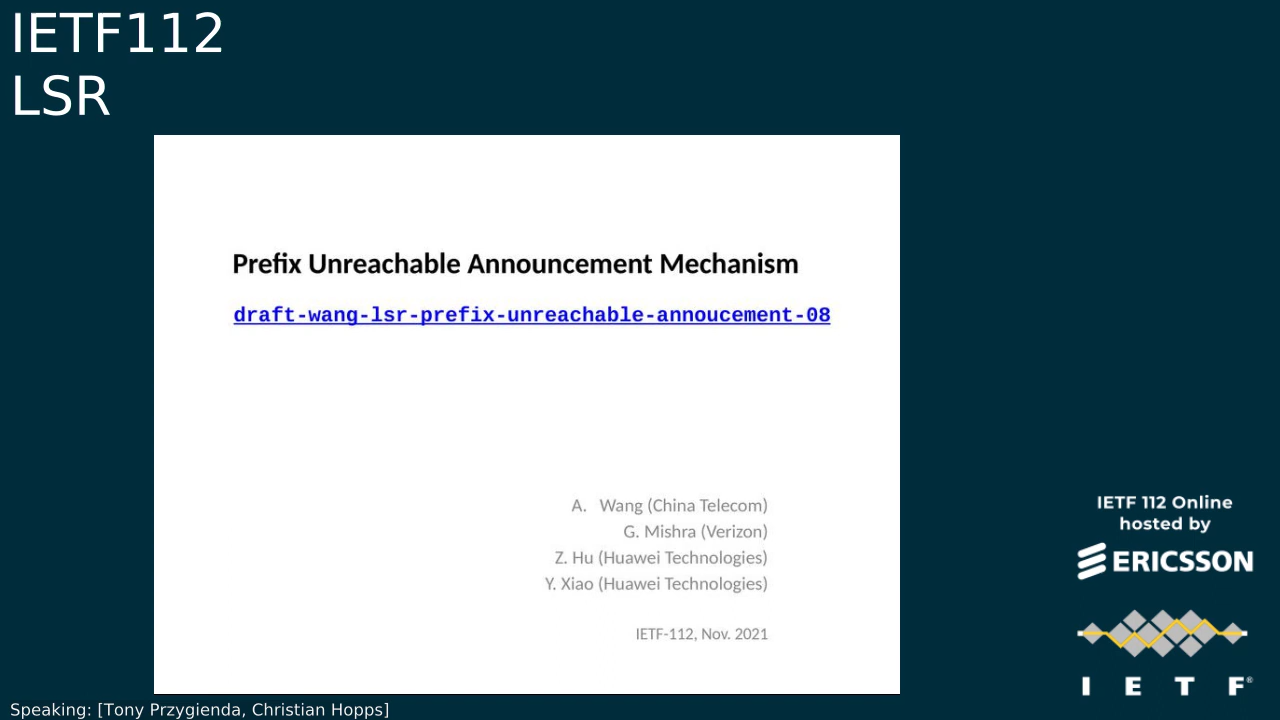 IETF112
LSR
Prefix Unreachable Announcement Mechanism
draft-wang-lsr-prefix-unreachable-annoucement-08
A. Wang (China Telecom)
G. Mishra (Verizon)
Z. Hu (Huawei Technologies)
Y. Xiao (Huawei Technologies)
IETF-112, Nov. 2021
IETF 112 Online
hosted by
ERICSSON
I E T F®
Speaking: [Tony Przygienda, Christian Hopps]